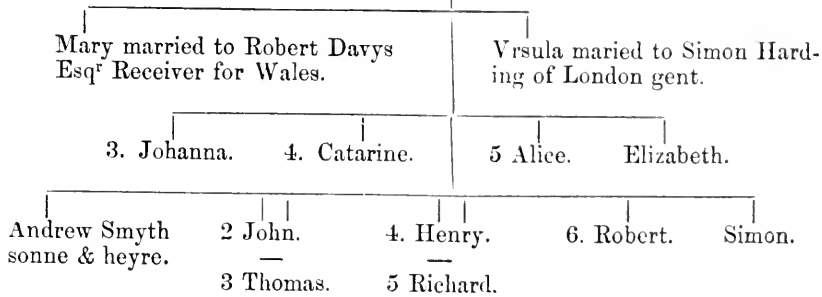 Mary married to Robert Davys
Esqr Receiver for Wales.
Vrsula maried to Simon Hard-
ing of London gent.
3. Johanna. 4. Catarine. 5 Alice. Elizabeth.
Andrew Smyth
sonne & heyre.
2 John. 4. Henry. 6. Robert. Simon.
3 Thomas. 5 Richard.